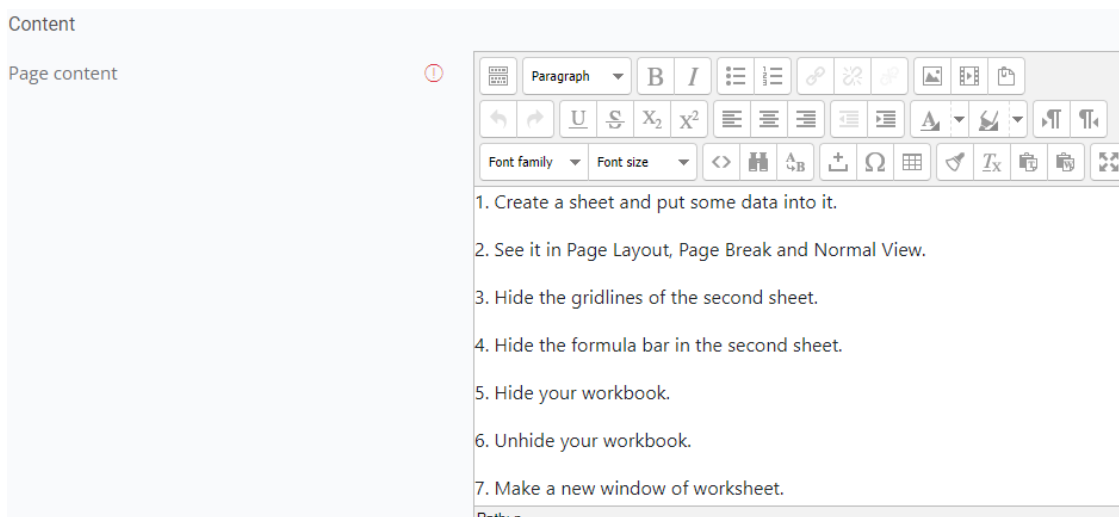 Content
Page content
Paragraph B I
U S X₂ X²
Font family Font size
1. Create a sheet and put some data into it.
2. See it in Page Layout, Page Break and Normal View.
3. Hide the gridlines of the second sheet.
4. Hide the formula bar in the second sheet.
5. Hide your workbook.
6. Unhide your workbook.
7. Make a new window of worksheet.